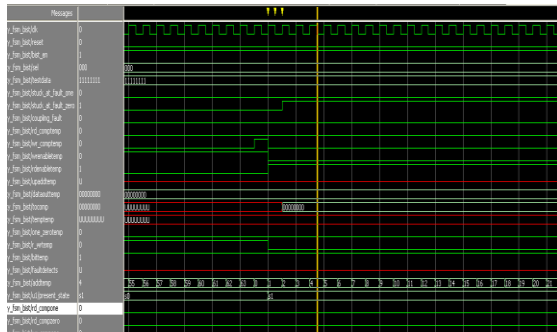 Messages
y_fsm_bist/clk 0
y_fsm_bist/reset 0
y_fsm_bist/bist_en 1
y_fsm_bist/sel 000 000
y_fsm_bist/testdata 11111111 11111111
y_fsm_bist/stuck_at_fault_one 0
y_fsm_bist/stuck_at_fault_zero 1
y_fsm_bist/coupling_fault 0
y_fsm_bist/rd_comptemp 0
y_fsm_bist/wr_comptemp 0
y_fsm_bist/wrenabletemp 0
y_fsm_bist/rdenabletemp 1
y_fsm_bist/upaddtemp U
y_fsm_bist/dataouttemp 00000000 00000000
y_fsm_bist/tocomp 00000000 UUUUUUUU 00000000
y_fsm_bist/temptemp UUUUUUUU UUUUUUUU
y_fsm_bist/one_zerotemp 0
y_fsm_bist/r_wrtemp 0
y_fsm_bist/bilttemp 1
y_fsm_bist/faultdetects U
y_fsm_bist/addtemp 4 55 56 57 58 59 60 61 62 63 0 1 2 3 4 5 6 7 8 9 10 11 12 13 14 15 16 17 18 19 20 21
y_fsm_bist/u1/present_state s1 s0 s1
y_fsm_bist/rd_compone 0
y_fsm_bist/rd_compzero 0